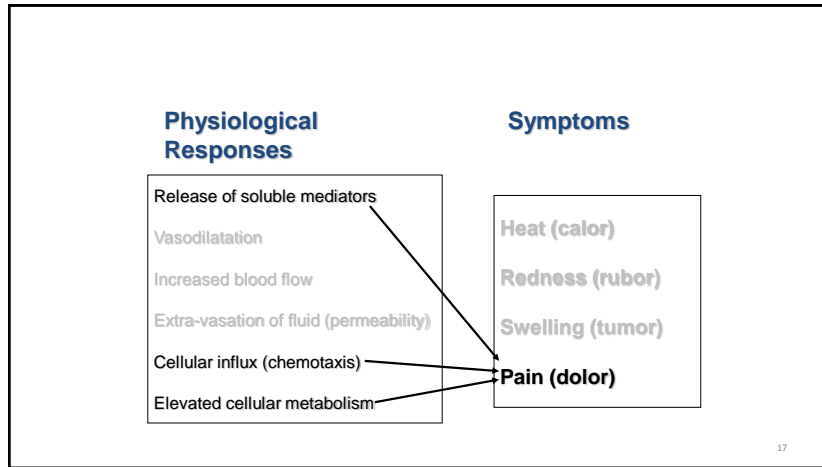 Physiological
Responses
Release of soluble mediators
Vasodilatation
Increased blood flow
Extra-vasation of fluid (permeability)
Cellular influx (chemotaxis)
Elevated cellular metabolism
Symptoms
Heat (calor)
Redness (rubor)
Swelling (tumor)
Pain (dolor)
17